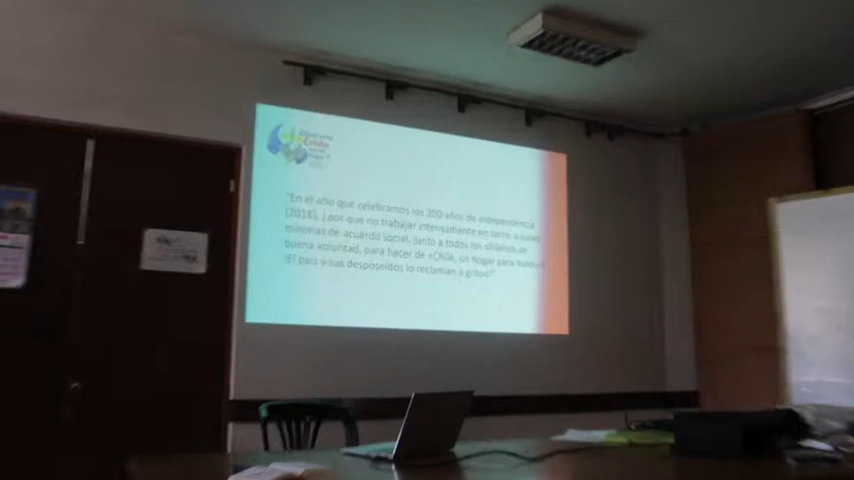 Cristo
"En el año que celebramos los 200 años de independencia
(2018), ¿por qué no trabajar intensamente en torno a bases
mínimas de acuerdo social, junto a todos los chilenos de
buena voluntad, para hacer de «Chile, un hogar para todos»?
El país y sus desposeídos lo reclaman a gritos!"